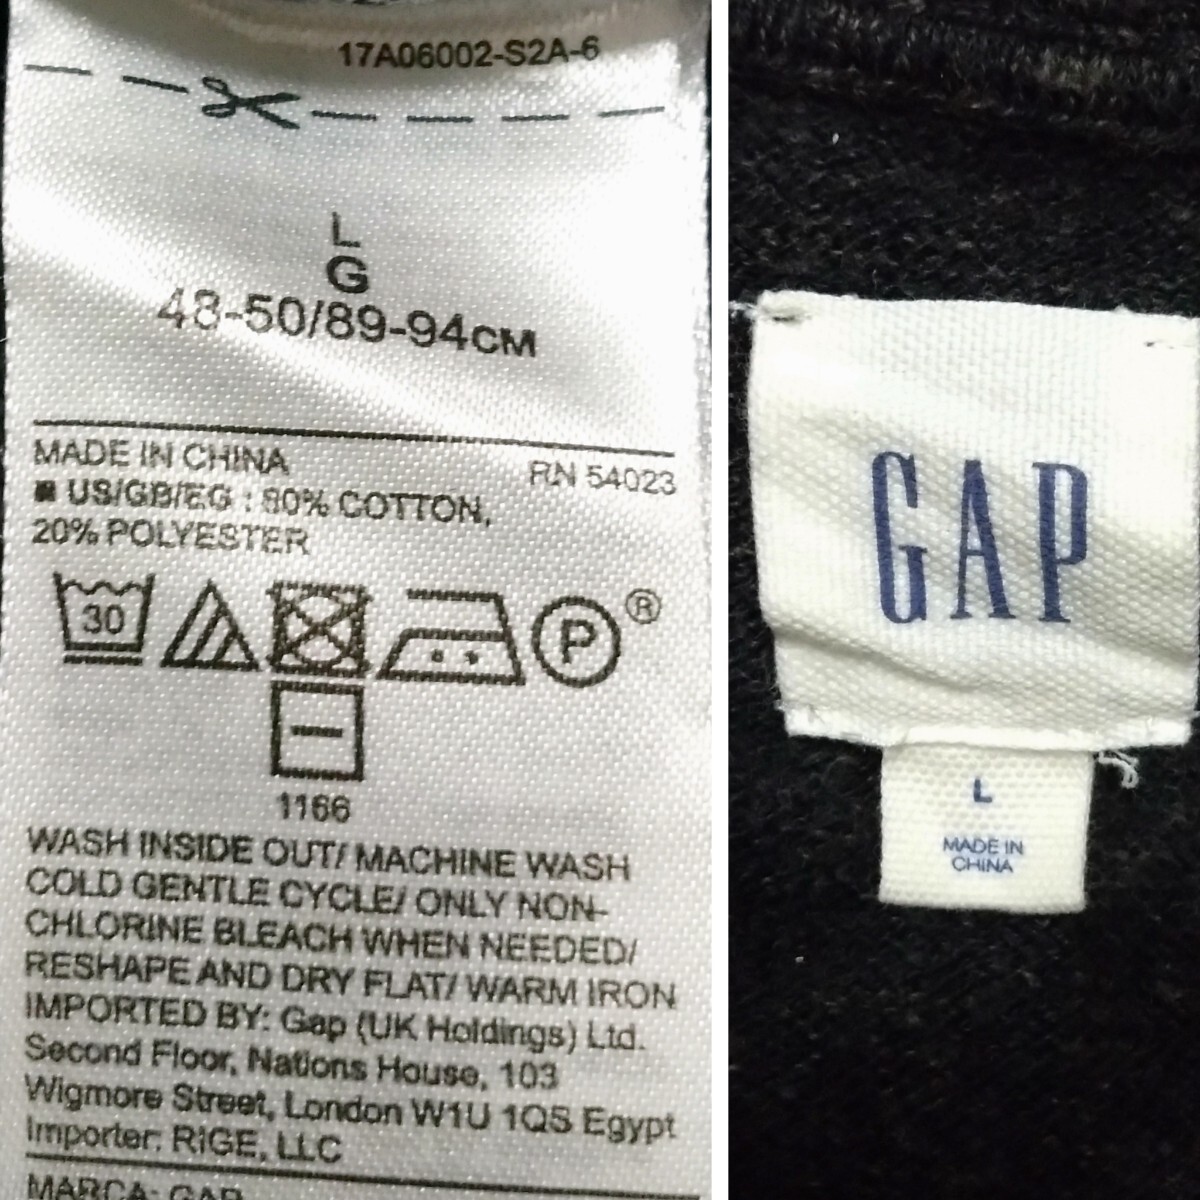 17A06002-S2A-6
L
G
48-50/89-94CM
MADE IN CHINA
RN 54023
■ US/GB/EG : 80% COTTON,
20% POLYESTER
30
P
®
1166
WASH INSIDE OUT/ MACHINE WASH
COLD GENTLE CYCLE/ ONLY NON-
CHLORINE BLEACH WHEN NEEDED/
RESHAPE AND DRY FLAT/ WARM IRON
IMPORTED BY: Gap (UK Holdings) Ltd.
Second Floor, Nations House, 103
Wigmore Street, London W1U 1QS Egypt
Importer: RIGE, LLC
MARCA: GAP
GAP
L
MADE IN
CHINA